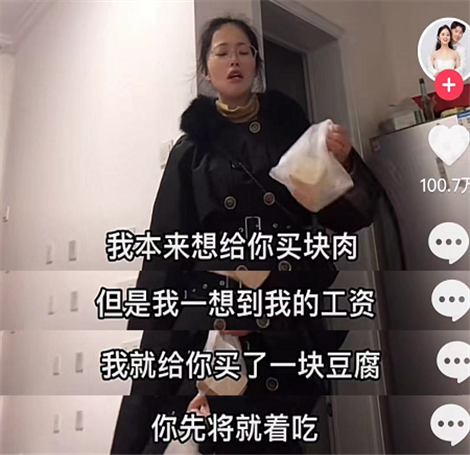 100.7万
我本来想给你买块肉
但是我一想到我的工资
我就给你买了一块豆腐
你先将就着吃